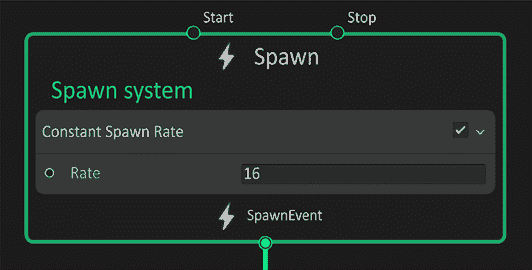 Start Stop
Spawn
Spawn system
Constant Spawn Rate
Rate 16
SpawnEvent